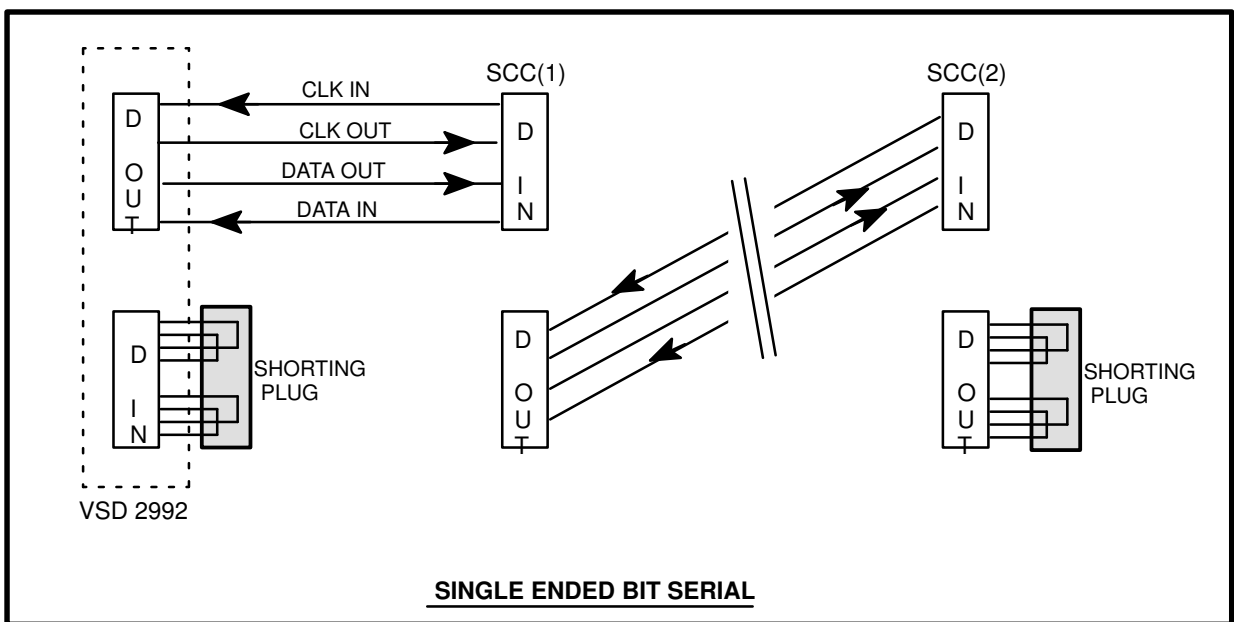 SCC(1)
SCC(2)
CLK IN
CLK OUT
DATA OUT
DATA IN
D OUT
D IN
D IN
D IN
SHORTING
PLUG
D OUT
D OUT
SHORTING
PLUG
VSD 2992
SINGLE ENDED BIT SERIAL